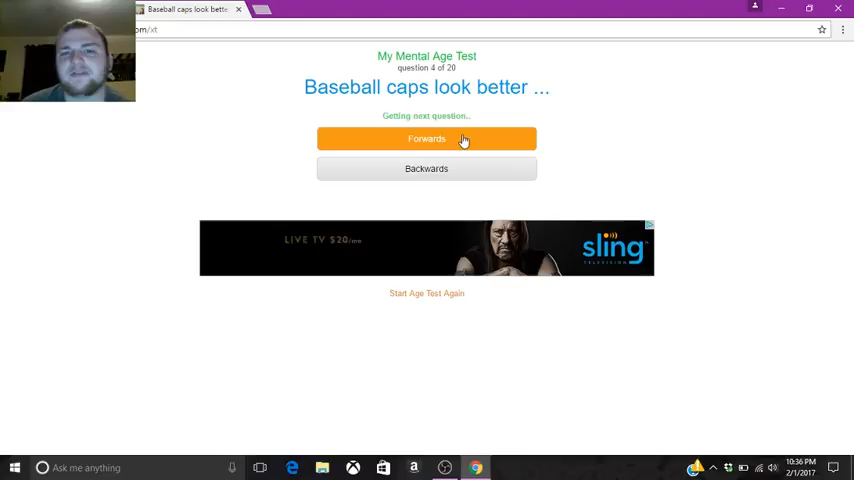 Baseball caps look bette
om/xt
My Mental Age Test
question 4 of 20
Baseball caps look better ...
Getting next question..
Forwards
Backwards
LIVE TV $20/mo
sling
TELEVISION
Start Age Test Again
Ask me anything
10:36 PM
2/1/2017